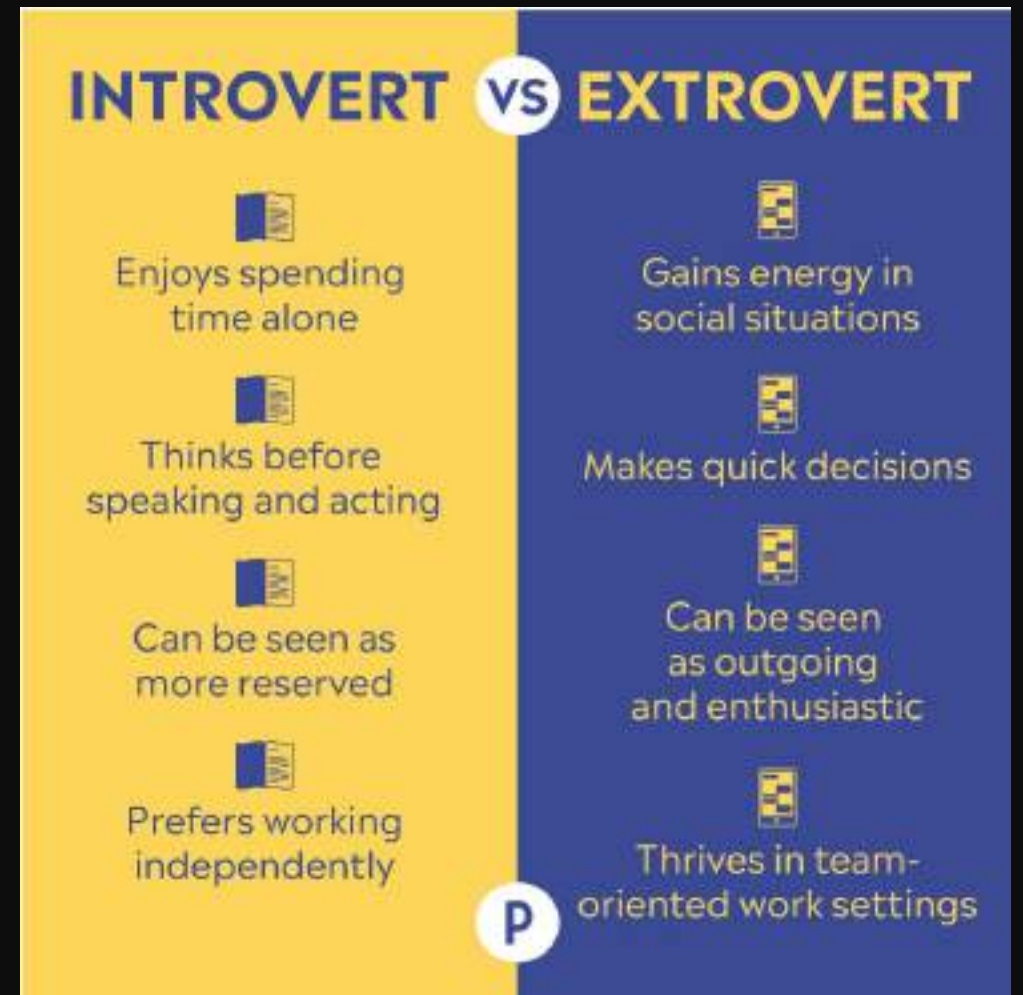 INTROVERT VS EXTROVERT
Enjoys spending
time alone
Thinks before
speaking and acting
Can be seen as
more reserved
Prefers working
independently
Gains energy in
social situations
Makes quick decisions
Can be seen
as outgoing
and enthusiastic
Thrives in team-
oriented work settings
P